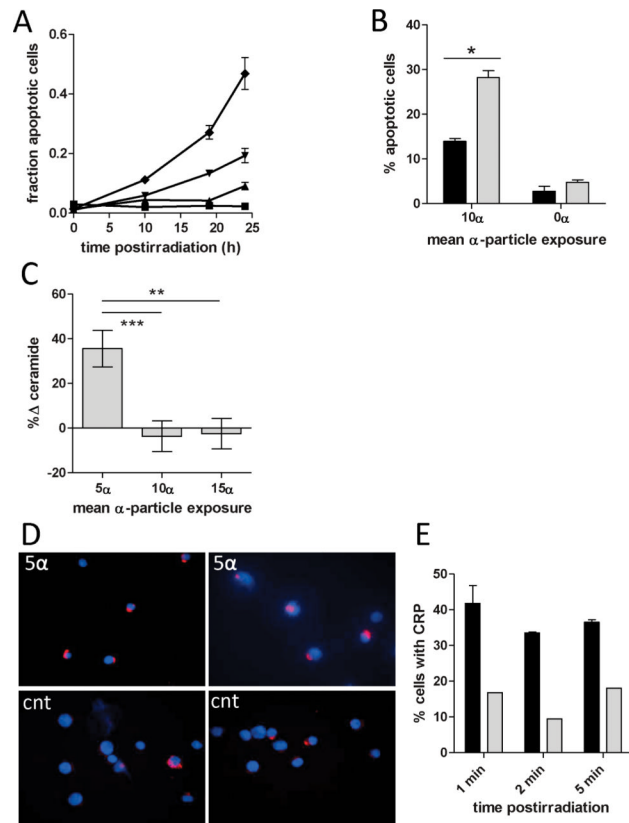 A
fraction apoptotic cells
0.6
0.4
0.2
0.0
0 5 10 15 20 25
time postirradiation (h)
B
% apoptotic cells
40
30
20
10
0
*
10α 0α
mean α-particle exposure
C
%Δ ceramide
60
40
20
0
-20
**
***
5α 10α 15α
mean α-particle exposure
D
5α
cnt
cnt
E
% cells with CRP
50
40
30
20
10
0
1 min 2 min 5 min
time postirradiation